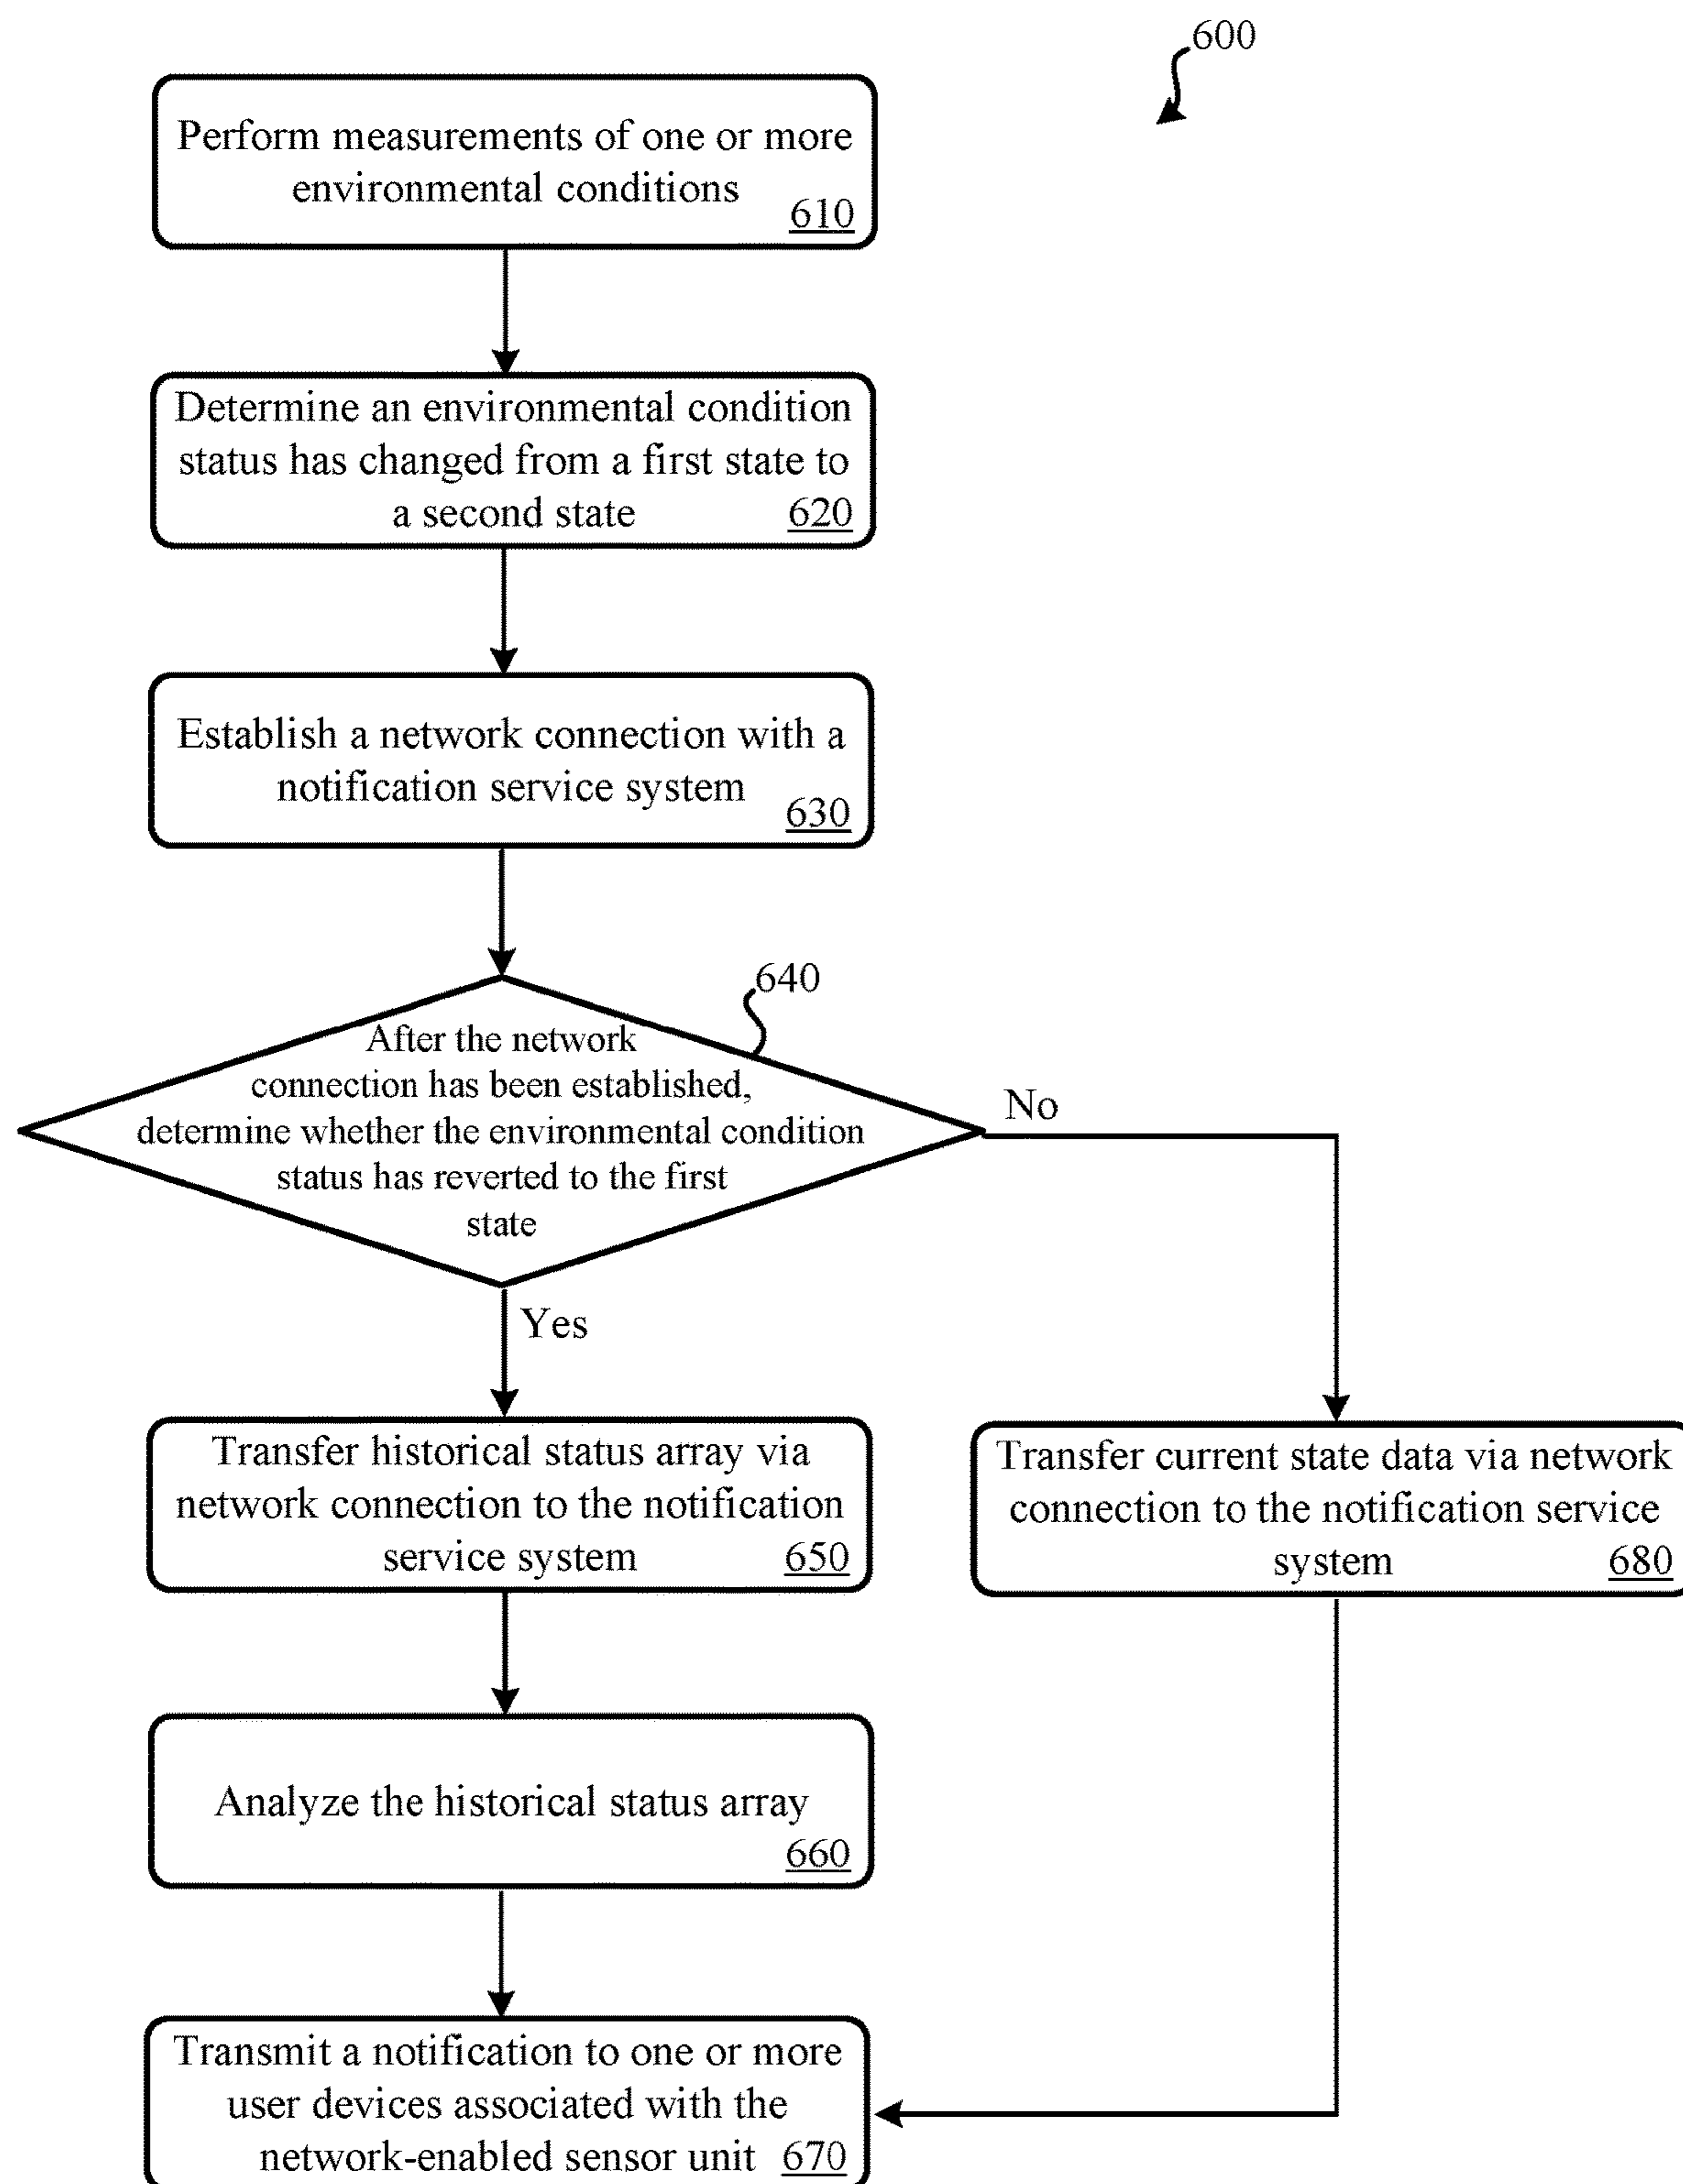 600
Perform measurements of one or more
environmental conditions
610
Determine an environmental condition
status has changed from a first state to
a second state 620
Establish a network connection with a
notification service system
630
640
After the network
connection has been established,
determine whether the environmental condition
status has reverted to the first
state
No
Yes
Transfer historical status array via
network connection to the notification
service system 650
Transfer current state data via network
connection to the notification service
system 680
Analyze the historical status array
660
Transmit a notification to one or more
user devices associated with the
network-enabled sensor unit 670